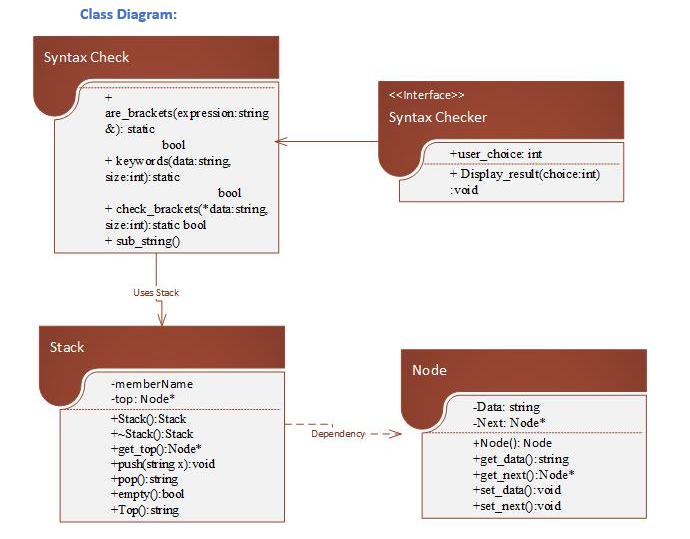 Class Diagram:
Syntax Check
+
are_brackets(expression:string
&): static
bool
+ keywords(data:string,
size:int):static
bool
+ check_brackets(*data:string,
size:int):static bool
+ sub_string()
<<Interface>>
Syntax Checker
+user_choice: int
+ Display_result(choice:int)
:void
Uses Stack
Stack
-memberName
-top: Node*
+Stack():Stack
+~Stack():Stack
+get_top():Node*
+push(string x):void
+pop():string
+empty():bool
+Top():string
Dependency
Node
-Data: string
-Next: Node*
+Node(): Node
+get_data():string
+get_next():Node*
+set_data():void
+set_next():void